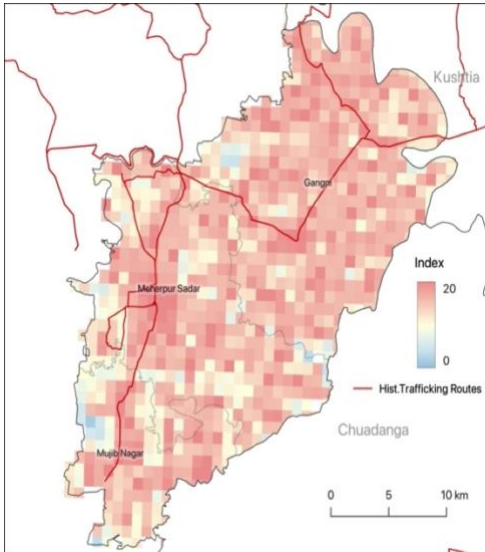 Kushtia
Gangni
Index
20
0
Meherpur Sadar
Hist.Trafficking Routes
Chuadanga
Mujib Nagar
0 5 10 km